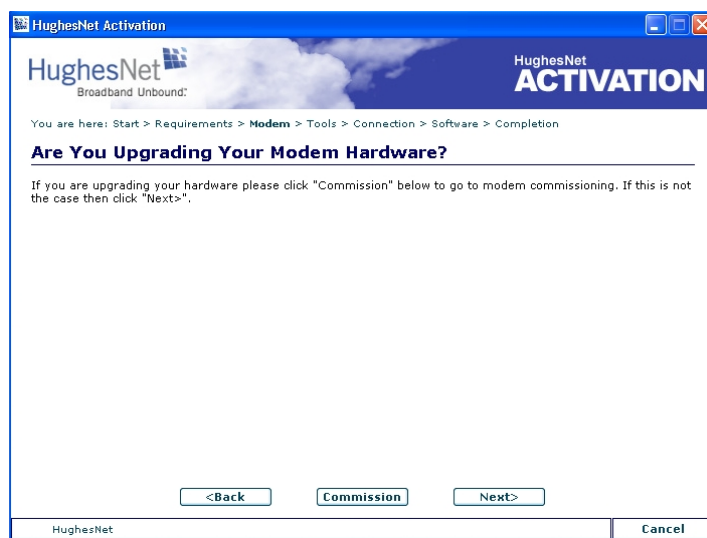 HughesNet Activation
HughesNet
Broadband Unbound.
HughesNet
ACTIVATION
You are here: Start > Requirements > Modem > Tools > Connection > Software > Completion
Are You Upgrading Your Modem Hardware?
If you are upgrading your hardware please click "Commission" below to go to modem commissioning. If this is not
the case then click "Next>".
<Back
Commission
Next>
HughesNet
Cancel